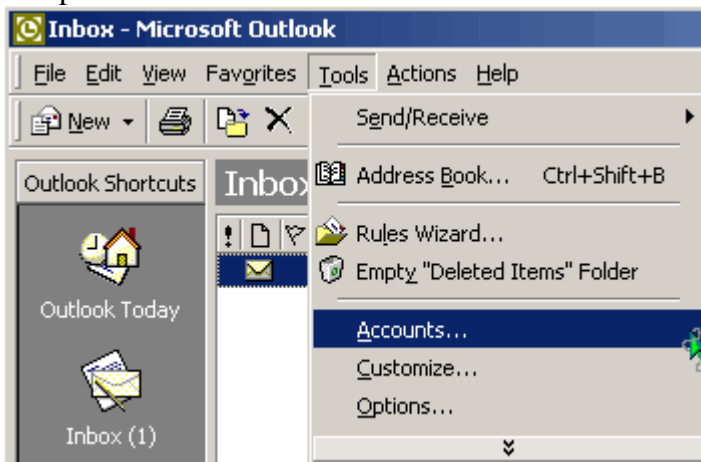 Inbox - Microsoft Outlook
File Edit View Favorites Tools Actions Help
New
Send/Receive
Outlook Shortcuts
Address Book... Ctrl+Shift+B
Rules Wizard...
Empty "Deleted Items" Folder
Outlook Today
Accounts...
Customize...
Options...
Inbox (1)